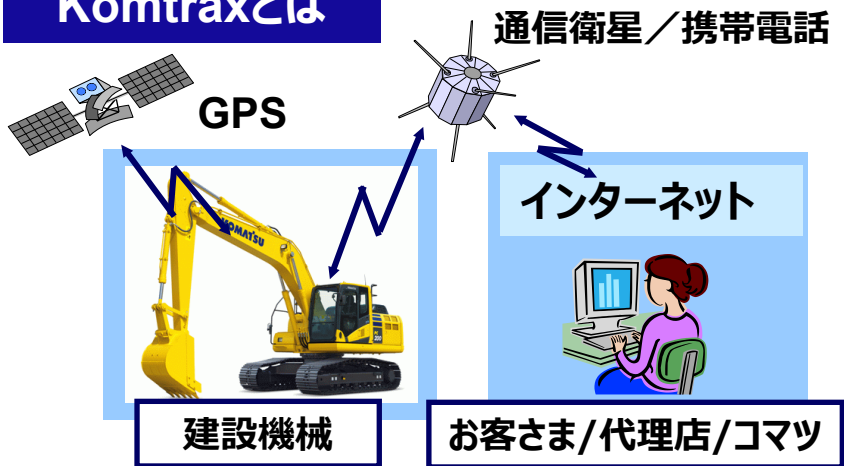 Komtraxとは
通信衛星／携帯電話
GPS
インターネット
KOMATSU
建設機械
お客さま/代理店/コマツ